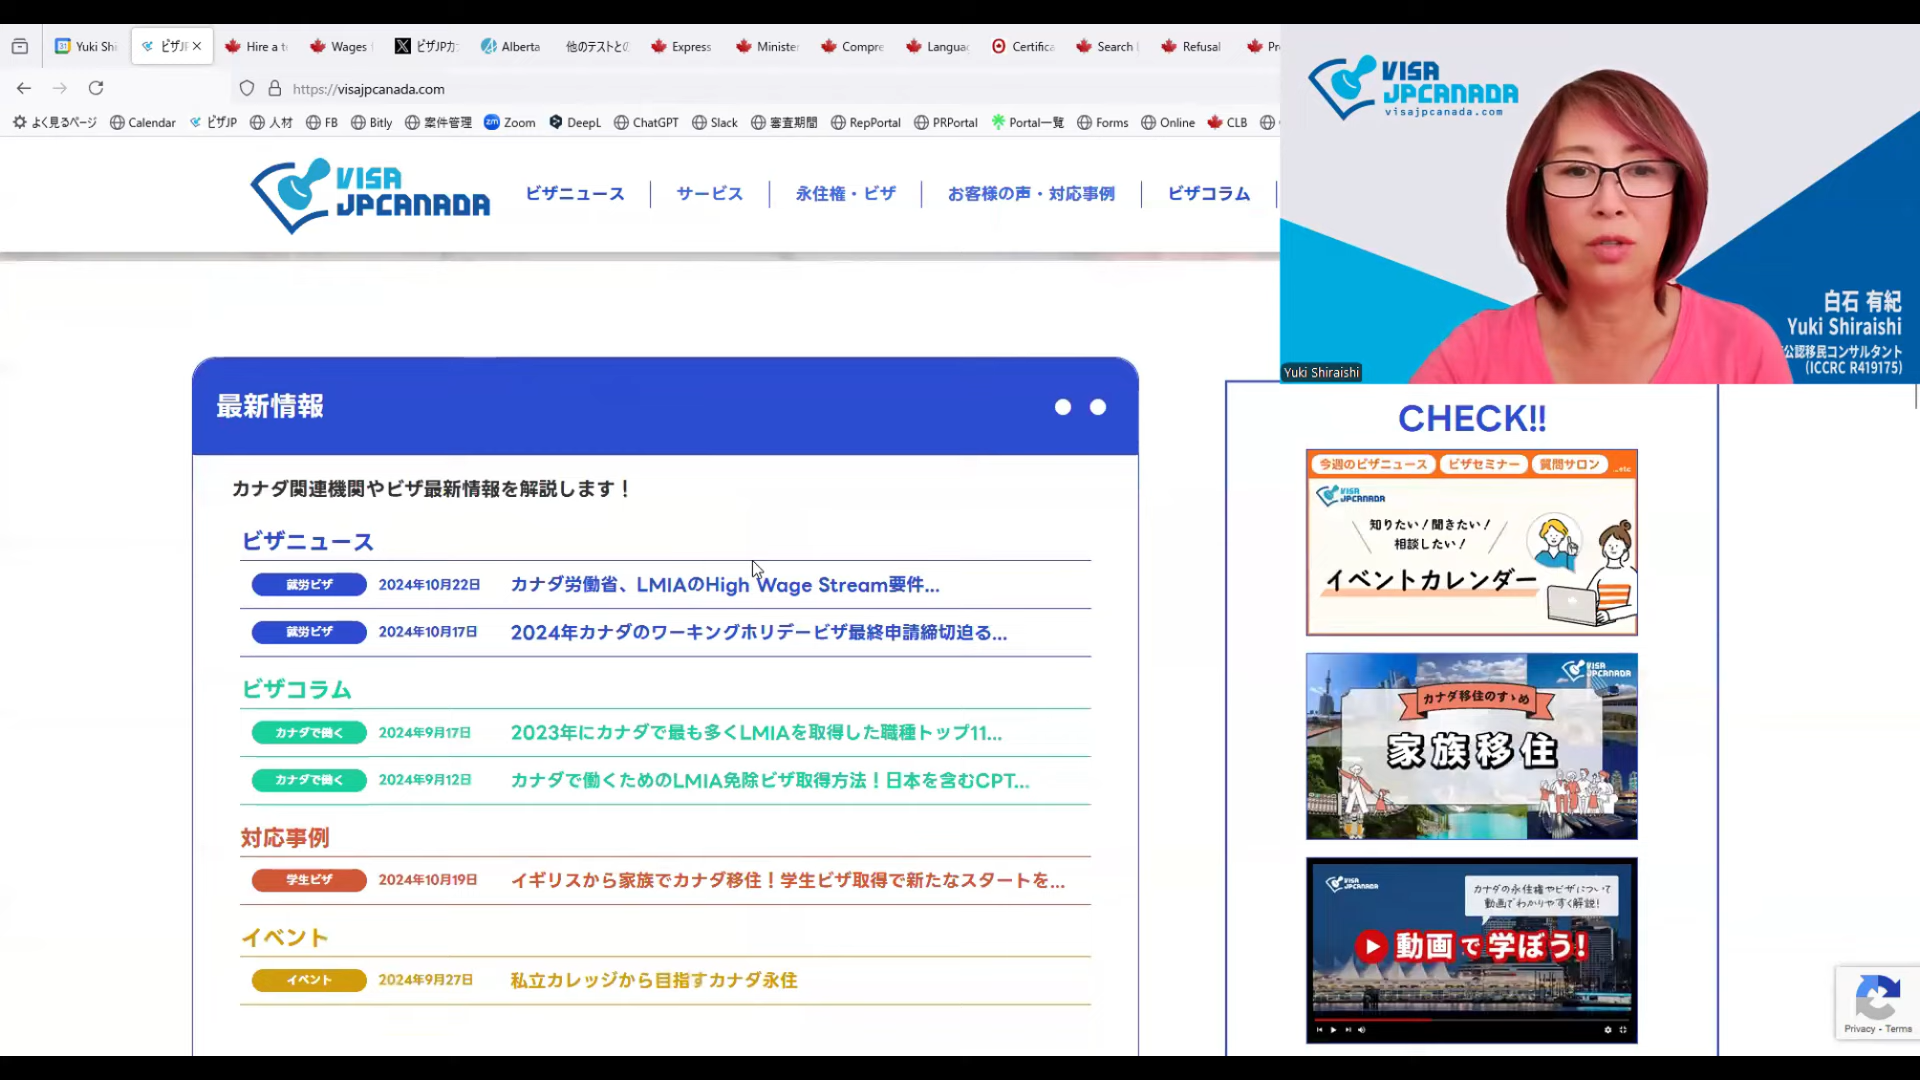 Yuki Shi
ビザJF
Hire a t
Wages
ビザJPカ
Alberta
他のテストと
Express
Ministe
Compre
Langua
Certifica
Search
Refusal
Pr
https://visajpcanada.com
よく見るページ
Calendar
ビザJP
人材
FB
Bitly
案件管理
Zoom
DeepL
ChatGPT
Slack
審査期間
RepPortal
PRPortal
Portal一覧
Forms
Online
CLB
VISA
JPCANADA
ビザニュース
サービス
永住権・ビザ
お客様の声・対応事例
ビザコラム
VISA
JPCANADA
visajpcanada.com
白石 有紀
Yuki Shiraishi
公認移民コンサルタント
(ICCRC R419175)
Yuki Shiraishi
最新情報
カナダ関連機関やビザ最新情報を解説します！
ビザニュース
就労ビザ 2024年10月22日 カナダ労働省、LMIAのHigh Wage Stream要件...
就労ビザ 2024年10月17日 2024年カナダのワーキングホリデービザ最終申請締切迫る...
ビザコラム
カナダで働く 2024年9月17日 2023年にカナダで最も多くLMIAを取得した職種トップ11...
カナダで働く 2024年9月12日 カナダで働くためのLMIA免除ビザ取得方法！日本を含むCPT...
対応事例
学生ビザ 2024年10月19日 イギリスから家族でカナダ移住！学生ビザ取得で新たなスタートを...
イベント
イベント 2024年9月27日 私立カレッジから目指すカナダ永住
CHECK!!
今週のビザニュース ビザセミナー 質問サロン ...etc
VISA
JPCANADA
知りたい！聞きたい！
相談したい！
イベントカレンダー
VISA
JPCANADA
カナダ移住のすゝめ
家族移住
VISA
JPCANADA
カナダの永住権やビザについて
動画でわかりやすく解説！
動画で学ぼう！
Privacy - Terms